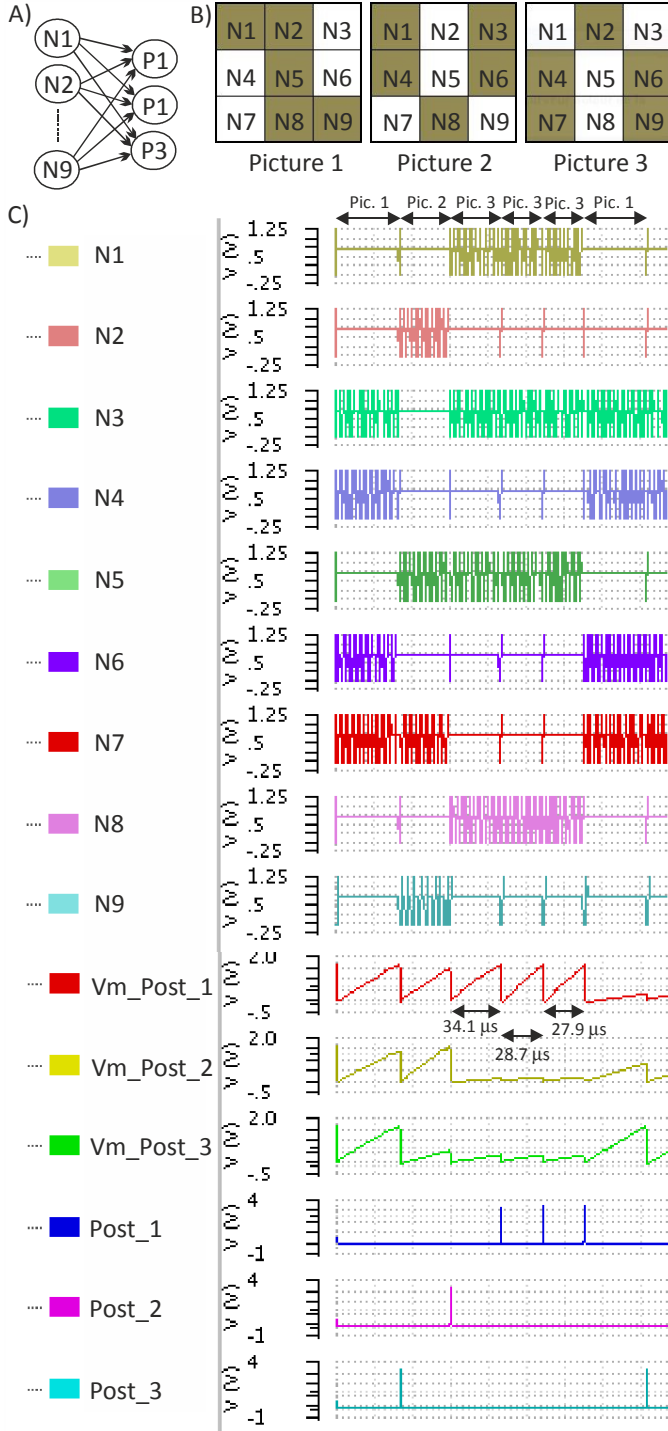 A)
N1
N2
N9
P1
P1
P3
B)
N1 N2 N3
N4 N5 N6
N7 N8 N9
Picture 1
N1 N2 N3
N4 N5 N6
N7 N8 N9
Picture 2
N1 N2 N3
N4 N5 N6
N7 N8 N9
Picture 3
C)
Pic. 1 Pic. 2 Pic. 3 Pic. 3 Pic. 3 Pic. 1
N1 V (V) 1.25 .5 -.25
N2 V (V) 1.25 .5 -.25
N3 V (V) 1.25 .5 -.25
N4 V (V) 1.25 .5 -.25
N5 V (V) 1.25 .5 -.25
N6 V (V) 1.25 .5 -.25
N7 V (V) 1.25 .5 -.25
N8 V (V) 1.25 .5 -.25
N9 V (V) 1.25 .5 -.25
Vm_Post_1 V (V) 2.0 -.5
34.1 µs 28.7 µs 27.9 µs
Vm_Post_2 V (V) 2.0 -.5
Vm_Post_3 V (V) 2.0 -.5
Post_1 V (V) 4 -1
Post_2 V (V) 4 -1
Post_3 V (V) 4 -1